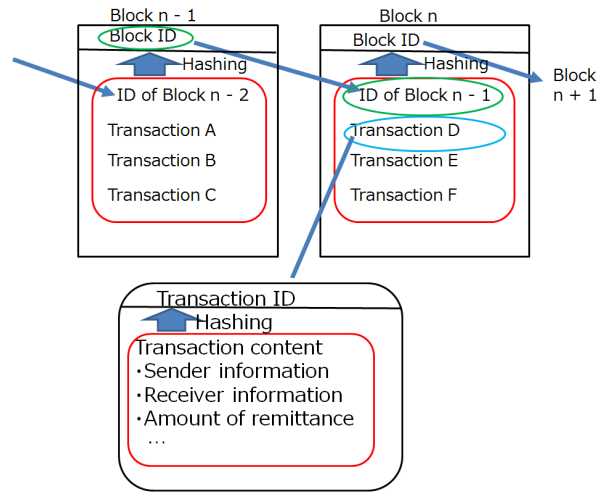 Block n - 1
Block ID
Hashing
ID of Block n - 2
Transaction A
Transaction B
Transaction C
Block n
Block ID
Hashing
ID of Block n - 1
Transaction D
Transaction E
Transaction F
Block
n + 1
Transaction ID
Hashing
Transaction content
・Sender information
・Receiver information
・Amount of remittance
…